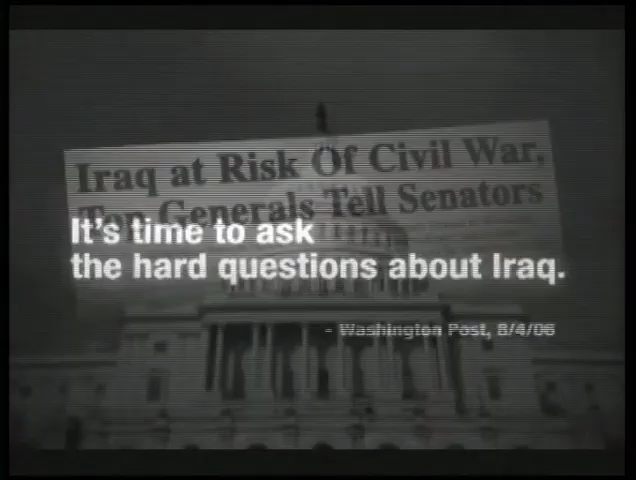 Iraq at Risk Of Civil War,
Top Generals Tell Senators
It's time to ask
the hard questions about Iraq.
- Washington Post, 8/4/06